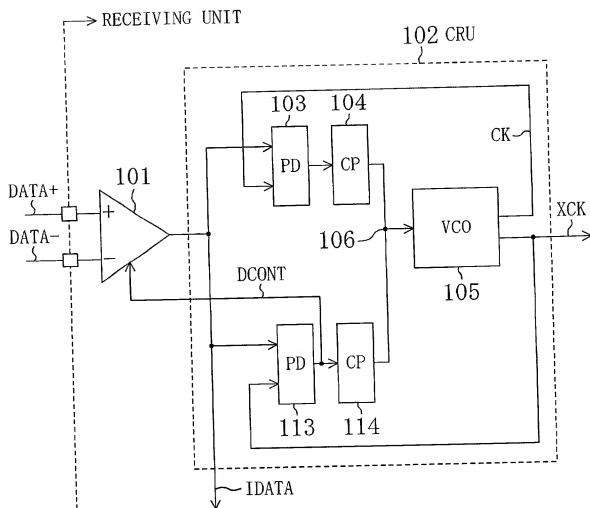 RECEIVING UNIT
102 CRU
103
104
CK
PD
CP
101
DATA+
+
VCO
XCK
DATA-
-
106
105
DCONT
PD
CP
113
114
IDATA